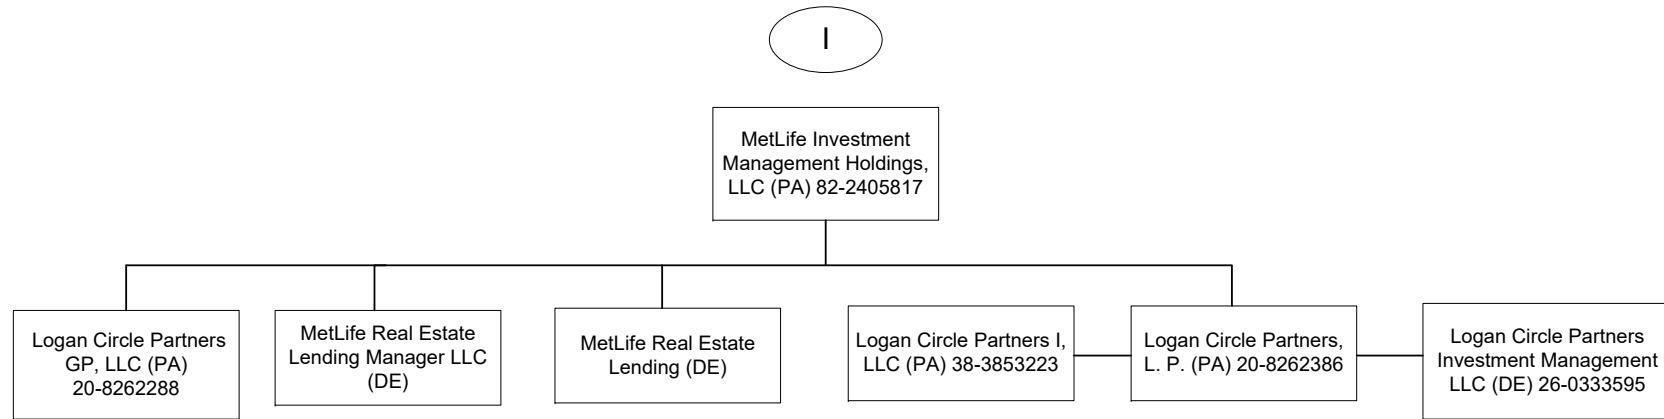 I
MetLife Investment
Management Holdings,
LLC (PA) 82-2405817
Logan Circle Partners
GP, LLC (PA)
20-8262288
MetLife Real Estate
Lending Manager LLC
(DE)
MetLife Real Estate
Lending (DE)
Logan Circle Partners I,
LLC (PA) 38-3853223
Logan Circle Partners,
L. P. (PA) 20-8262386
Logan Circle Partners
Investment Management
LLC (DE) 26-0333595